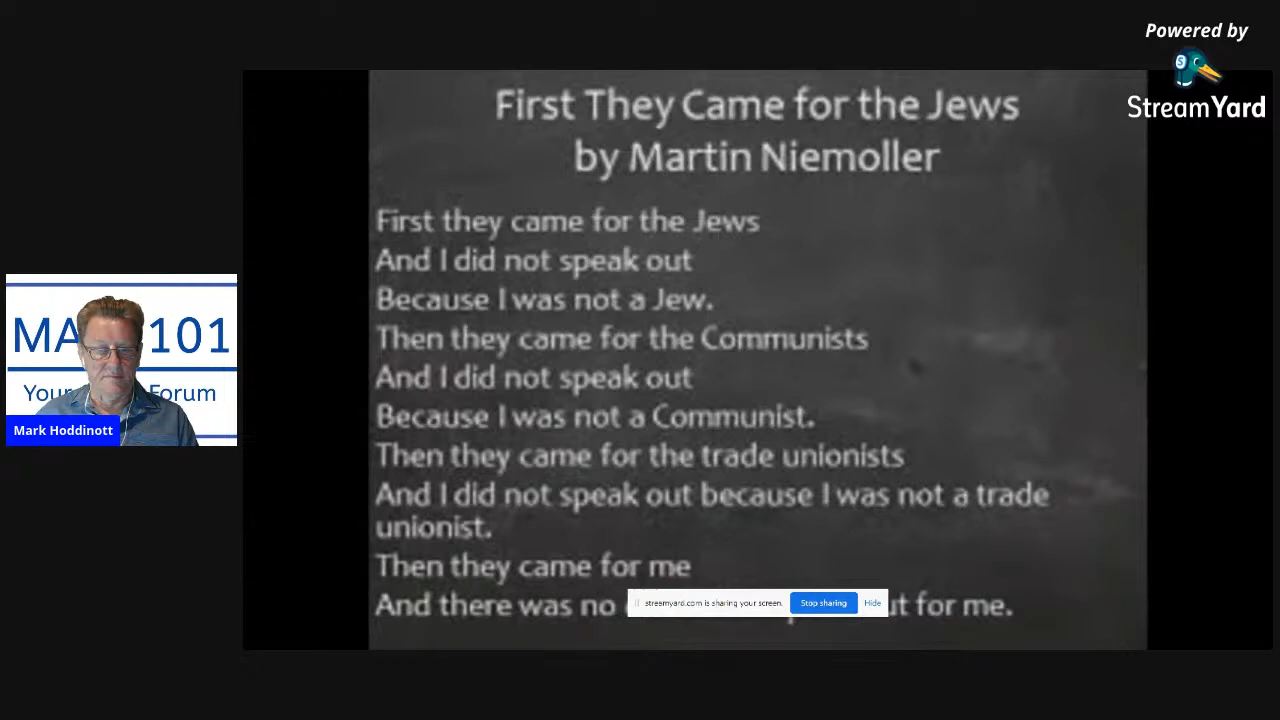 Powered by
StreamYard
First They Came for the Jews
by Martin Niemoller
First they came for the Jews
And I did not speak out
Because I was not a Jew.
Then they came for the Communists
And I did not speak out
Because I was not a Communist.
Then they came for the trade unionists
And I did not speak out because I was not a trade
unionist.
Then they came for me
And there was no for me.
streamyard.com is sharing your screen. Stop sharing Hide
101
Your Forum
Mark Hoddinott